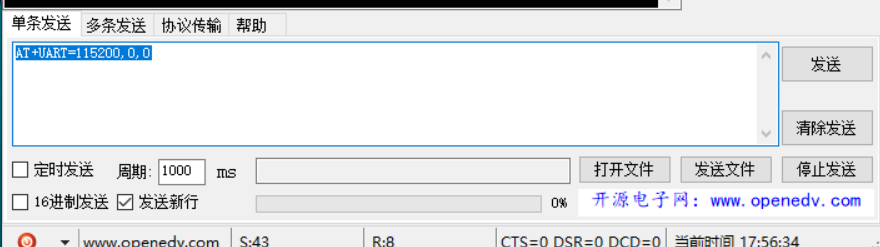 单条发送 多条发送 协议传输 帮助
AT+UART=115200,0,0
发送
清除发送
定时发送 周期: 1000 ms 打开文件 发送文件 停止发送
16进制发送 发送新行 0% 开源电子网: www.openedv.com
www.openedv.com S:43 R:8 CTS=0 DSR=0 DCD=0 当前时间 17:56:34